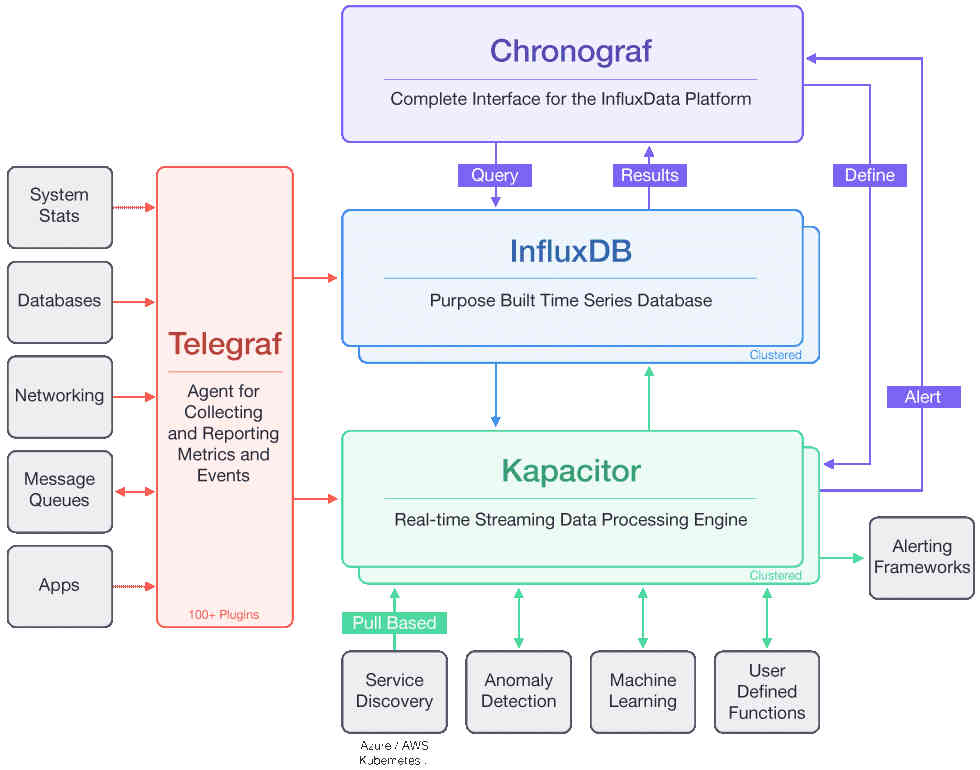 Chronograf
Complete Interface for the InfluxData Platform
Query
Results
Define
System
Stats
Databases
Networking
Message
Queues
Apps
Telegraf
Agent for
Collecting
and Reporting
Metrics and
Events
100+ Plugins
InfluxDB
Purpose Built Time Series Database
Clustered
Alert
Kapacitor
Real-time Streaming Data Processing Engine
Clustered
Alerting
Frameworks
Pull Based
Service
Discovery
Anomaly
Detection
Machine
Learning
User
Defined
Functions
Azure / AWS
Kubernetes .